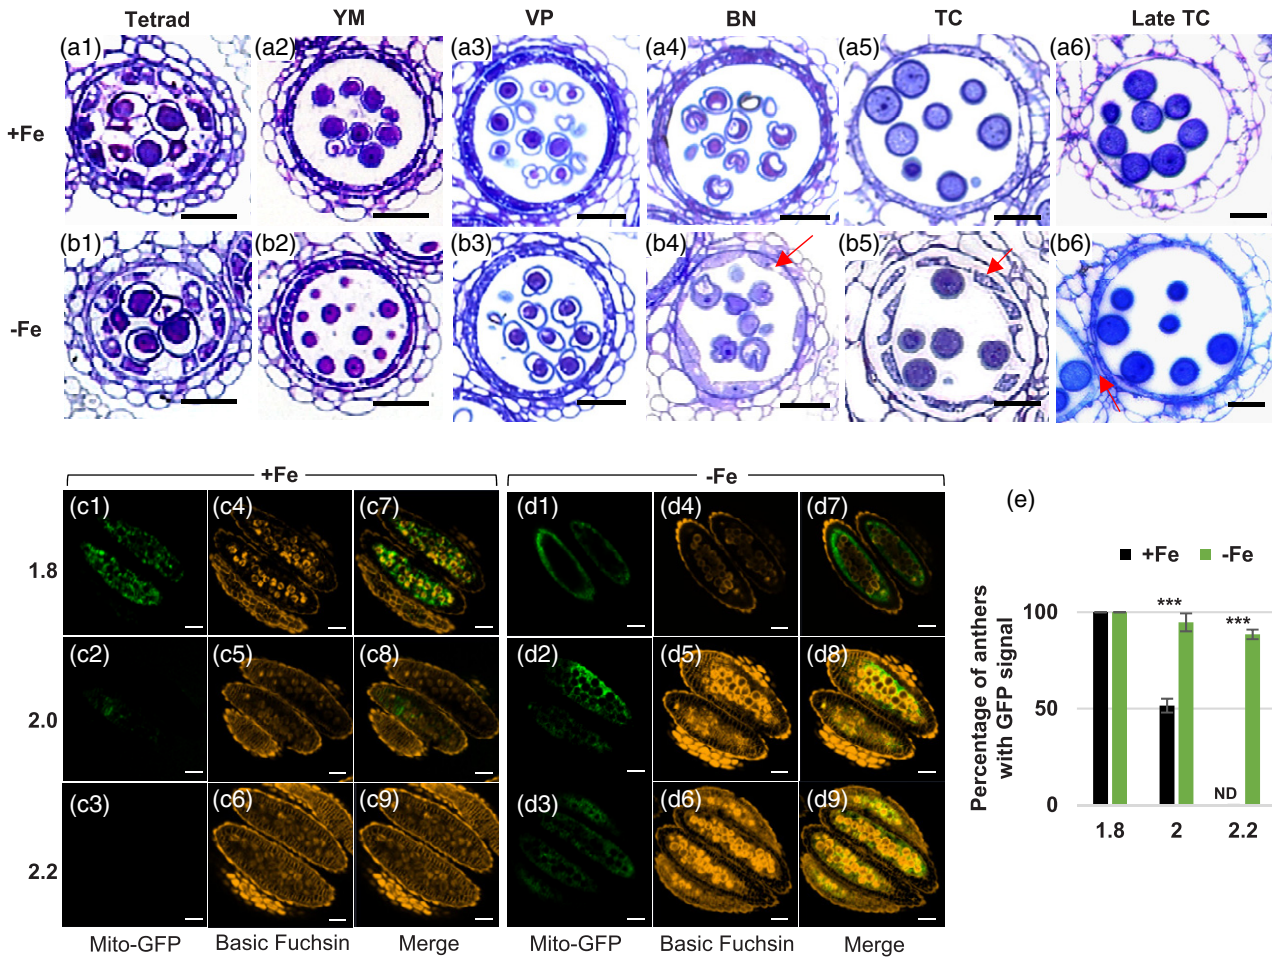 Tetrad YM VP BN TC Late TC
(a1) (a2) (a3) (a4) (a5) (a6)
+Fe
(b1) (b2) (b3) (b4) (b5) (b6)
-Fe
+Fe -Fe
(c1) (c4) (c7) (d1) (d4) (d7)
1.8
(c2) (c5) (c8) (d2) (d5) (d8)
2.0
(c3) (c6) (c9) (d3) (d6) (d9)
2.2
Mito-GFP Basic Fuchsin Merge Mito-GFP Basic Fuchsin Merge
(e)
+Fe -Fe
Percentage of anthers
with GFP signal
100
50
0
***
***
ND
1.8 2 2.2